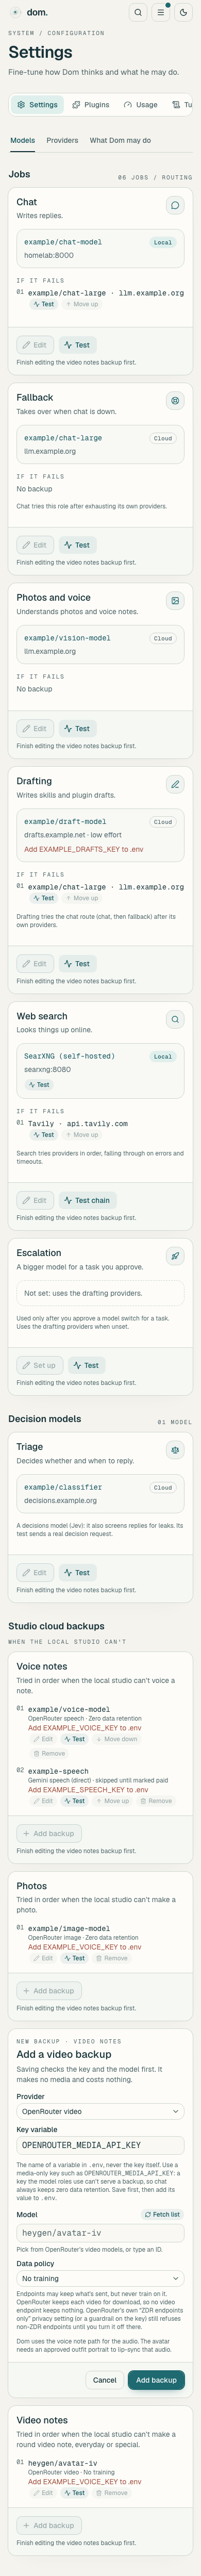 dom.
SYSTEM / CONFIGURATION
Settings
Fine-tune how Dom thinks and what he may do.
Settings Plugins Usage Tu
Models Providers What Dom may do
Jobs 06 JOBS / ROUTING
Chat
Writes replies.
example/chat-model Local
homelab:8000
IF IT FAILS
01 example/chat-large · llm.example.org
Test Move up
Edit Test
Finish editing the video notes backup first.
Fallback
Takes over when chat is down.
example/chat-large Cloud
llm.example.org
IF IT FAILS
No backup
Chat tries this role after exhausting its own providers.
Edit Test
Finish editing the video notes backup first.
Photos and voice
Understands photos and voice notes.
example/vision-model Cloud
llm.example.org
IF IT FAILS
No backup
Edit Test
Finish editing the video notes backup first.
Drafting
Writes skills and plugin drafts.
example/draft-model Cloud
drafts.example.net · low effort
Add EXAMPLE_DRAFTS_KEY to .env
IF IT FAILS
01 example/chat-large · llm.example.org
Test Move up
Drafting tries the chat route (chat, then fallback) after its
own providers.
Edit Test
Finish editing the video notes backup first.
Web search
Looks things up online.
SearXNG (self-hosted) Local
searxng:8080
Test
IF IT FAILS
01 Tavily · api.tavily.com
Test Move up
Search tries providers in order, falling through on errors and
timeouts.
Edit Test chain
Finish editing the video notes backup first.
Escalation
A bigger model for a task you approve.
Not set: uses the drafting providers.
Used only after you approve a model switch for a task.
Uses the drafting providers when unset.
Set up Test
Finish editing the video notes backup first.
Decision models 01 MODEL
Triage
Decides whether and when to reply.
example/classifier Cloud
decisions.example.org
A decisions model (Jev): it also screens replies for leaks. Its
test sends a real decision request.
Edit Test
Finish editing the video notes backup first.
Studio cloud backups
WHEN THE LOCAL STUDIO CAN'T
Voice notes
Tried in order when the local studio can't voice a
note.
01 example/voice-model
OpenRouter speech · Zero data retention
Add EXAMPLE_VOICE_KEY to .env
Edit Test Move down
Remove
02 example-speech
Gemini speech (direct) · skipped until marked paid
Add EXAMPLE_SPEECH_KEY to .env
Edit Test Move up Remove
Add backup
Finish editing the video notes backup first.
Photos
Tried in order when the local studio can't make a
photo.
01 example/image-model
OpenRouter image · Zero data retention
Add EXAMPLE_VOICE_KEY to .env
Edit Test Remove
Add backup
Finish editing the video notes backup first.
NEW BACKUP · VIDEO NOTES
Add a video backup
Saving checks the key and the model first. It
makes no media and costs nothing.
Provider
OpenRouter video
Key variable
OPENROUTER_MEDIA_API_KEY
The name of a variable in .env, never the key itself. Use a
media-only key such as OPENROUTER_MEDIA_API_KEY: a
key the model roles use can't serve a backup, so chat
always keeps zero data retention. Save first, then add its
value to .env.
Model Fetch list
heygen/avatar-iv
Pick from OpenRouter's video models, or type an ID.
Data policy
No training
Endpoints may keep what's sent, but never train on it.
OpenRouter keeps each video for download, so no video
endpoint keeps nothing. OpenRouter's own "ZDR endpoints
only" privacy setting (or a guardrail on the key) still refuses
non-ZDR endpoints until you turn it off there.
Dom uses the voice note path for the audio. The avatar
needs an approved outfit portrait to lip-sync that audio.
Cancel Add backup
Video notes
Tried in order when the local studio can't make a
round video note, everyday or special.
01 heygen/avatar-iv
OpenRouter video · No training
Add EXAMPLE_VOICE_KEY to .env
Edit Test Remove
Add backup
Finish editing the video notes backup first.